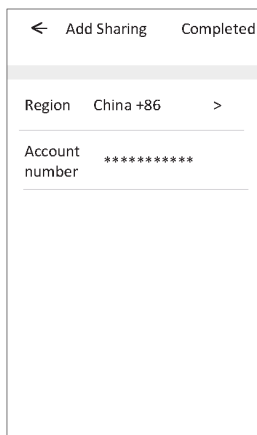 ← Add Sharing Completed
Region China +86 >
Account
number ***********